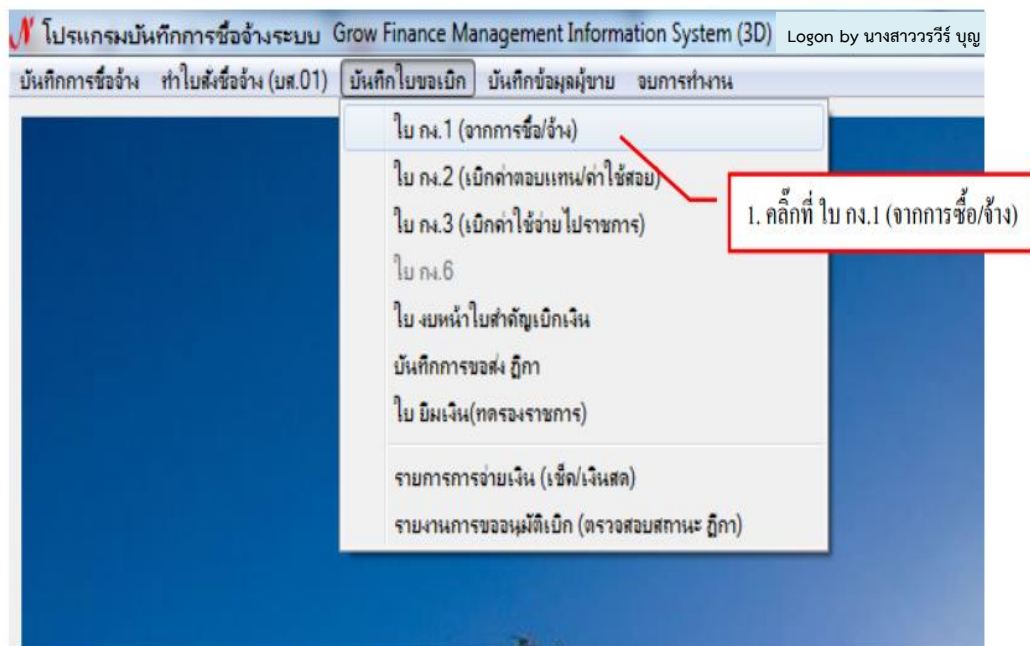 N โปรแกรมบันทึกการซื้อจ้างระบบ Grow Finance Management Information System (3D) Logon by นางสาววรวีร์ บุญ
บันทึกการซื้อจ้าง ทำใบสั่งซื้อจ้าง (บส.01) บันทึกใบขอเบิก บันทึกข้อมูลผู้ขาย จบการทำงาน
ใบ กง.1 (จากการซื้อ/จ้าง)
ใบ กง.2 (เบิกค่าตอบแทน/ค่าใช้สอย)
1. คลิ๊กที่ ใบ กง.1 (จากการซื้อ/จ้าง)
ใบ กง.3 (เบิกค่าใช้จ่ายไปราชการ)
ใบ กง.6
ใบ งบหน้าใบสำคัญเบิกเงิน
บันทึกการขอส่ง ฎีกา
ใบ ยืมเงิน(ทดรองราชการ)
รายการการจ่ายเงิน (เช็ค/เงินสด)
รายงานการขออนุมัติเบิก (ตรวจสอบสถานะ ฎีกา)